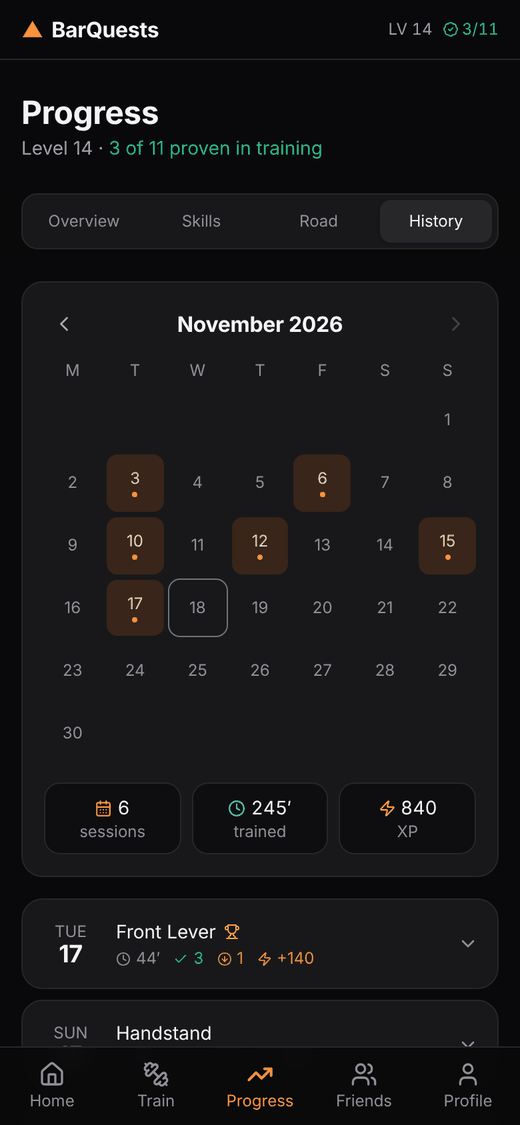 BarQuests LV 14 3/11
Progress
Level 14 · 3 of 11 proven in training
Overview Skills Road History
November 2026
M T W T F S S
1
2 3 4 5 6 7 8
9 10 11 12 13 14 15
16 17 18 19 20 21 22
23 24 25 26 27 28 29
30
6 245′ 840
sessions trained XP
TUE Front Lever
17 44′ 3 1 +140
SUN Handstand
Home Train Progress Friends Profile